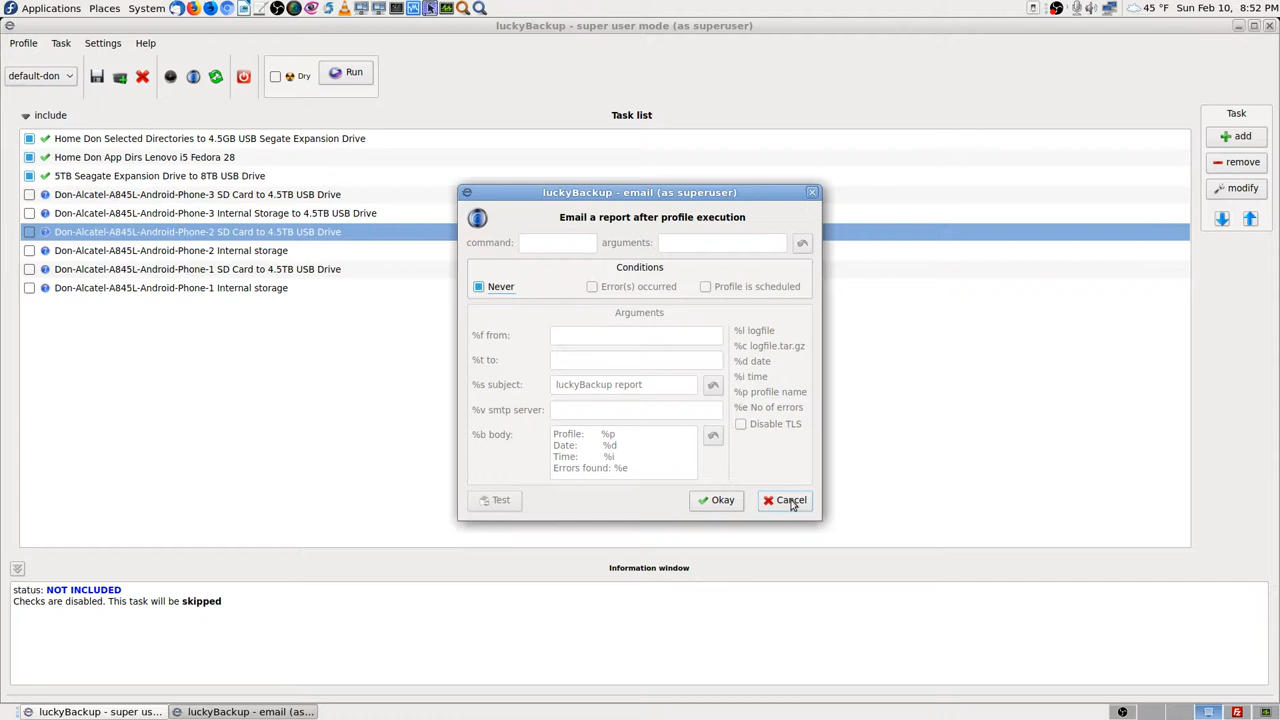 Applications Places System 45 °F Sun Feb 10, 8:52 PM
luckyBackup - super user mode (as superuser)
Profile Task Settings Help
default-don Dry Run
include Task list Task
Home Don Selected Directories to 4.5GB USB Segate Expansion Drive
Home Don App Dirs Lenovo i5 Fedora 28
5TB Seagate Expansion Drive to 8TB USB Drive
Don-Alcatel-A845L-Android-Phone-3 SD Card to 4.5TB USB Drive
Don-Alcatel-A845L-Android-Phone-3 Internal Storage to 4.5TB USB Drive
Don-Alcatel-A845L-Android-Phone-2 SD Card to 4.5TB USB Drive
Don-Alcatel-A845L-Android-Phone-2 Internal storage
Don-Alcatel-A845L-Android-Phone-1 SD Card to 4.5TB USB Drive
Don-Alcatel-A845L-Android-Phone-1 Internal storage
add
remove
modify
luckyBackup - email (as superuser)
Email a report after profile execution
command: arguments:
Conditions
Never Error(s) occurred Profile is scheduled
Arguments
%f from:
%t to:
%s subject: luckyBackup report
%v smtp server:
%b body: Profile: %p
Date: %d
Time: %i
Errors found: %e
%l logfile
%c logfile.tar.gz
%d date
%i time
%p profile name
%e No of errors
Disable TLS
Test Okay Cancel
Information window
status: NOT INCLUDED
Checks are disabled. This task will be skipped
luckyBackup - super us... luckyBackup - email (as...